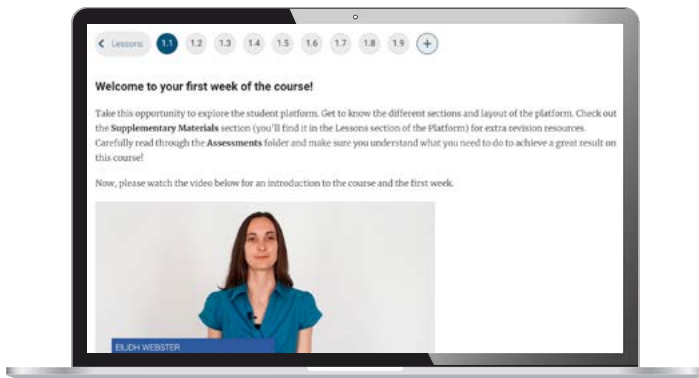 Lessons 1.1 1.2 1.3 1.4 1.5 1.6 1.7 1.8 1.9 +
Welcome to your first week of the course!
Take this opportunity to explore the student platform. Get to know the different sections and layout of the platform. Check out
the Supplementary Materials section (you'll find it in the Lessons section of the Platform) for extra revision resources.
Carefully read through the Assessments folder and make sure you understand what you need to do to achieve a great result on
this course!
Now, please watch the video below for an introduction to the course and the first week.
EILIDH WEBSTER